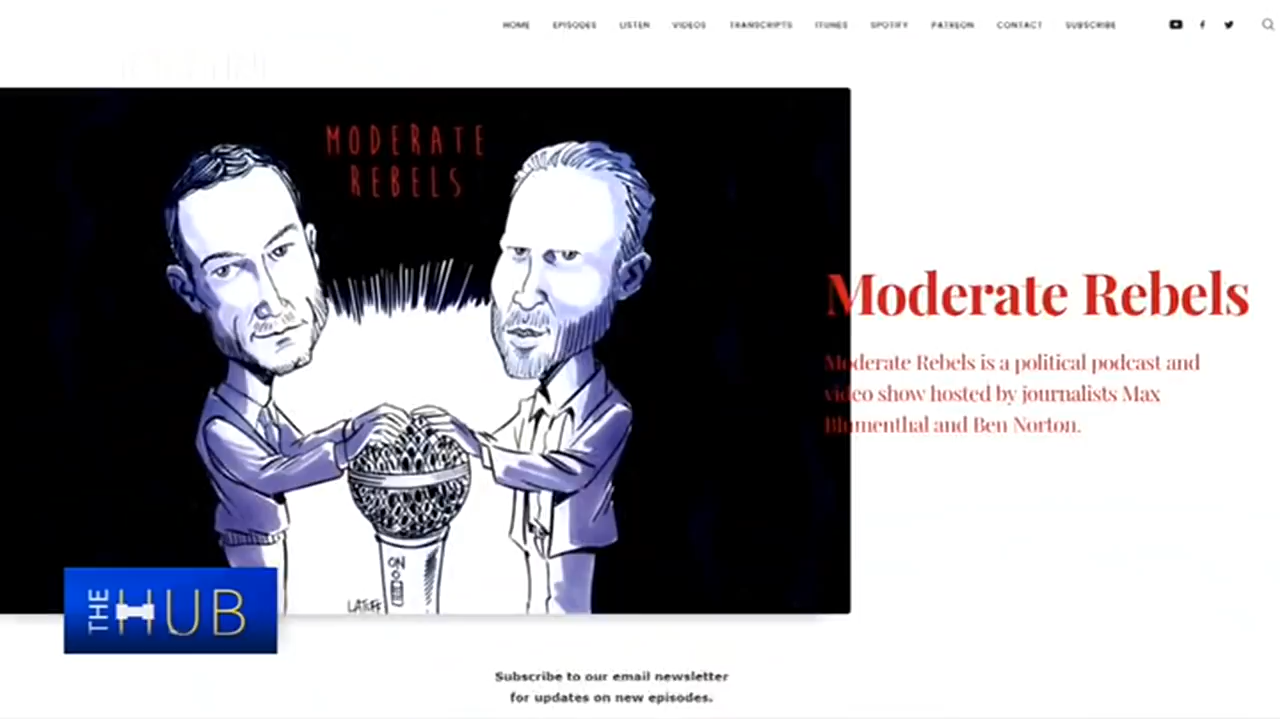 HOME EPISODES LISTEN VIDEOS TRANSCRIPTS ITUNES SPOTIFY PATREON CONTACT SUBSCRIBE
MODERATE
REBELS
Moderate Rebels
Moderate Rebels is a political podcast and
video show hosted by journalists Max
Blumenthal and Ben Norton.
ON
LATUFF
THE HUB
Subscribe to our email newsletter
for updates on new episodes.